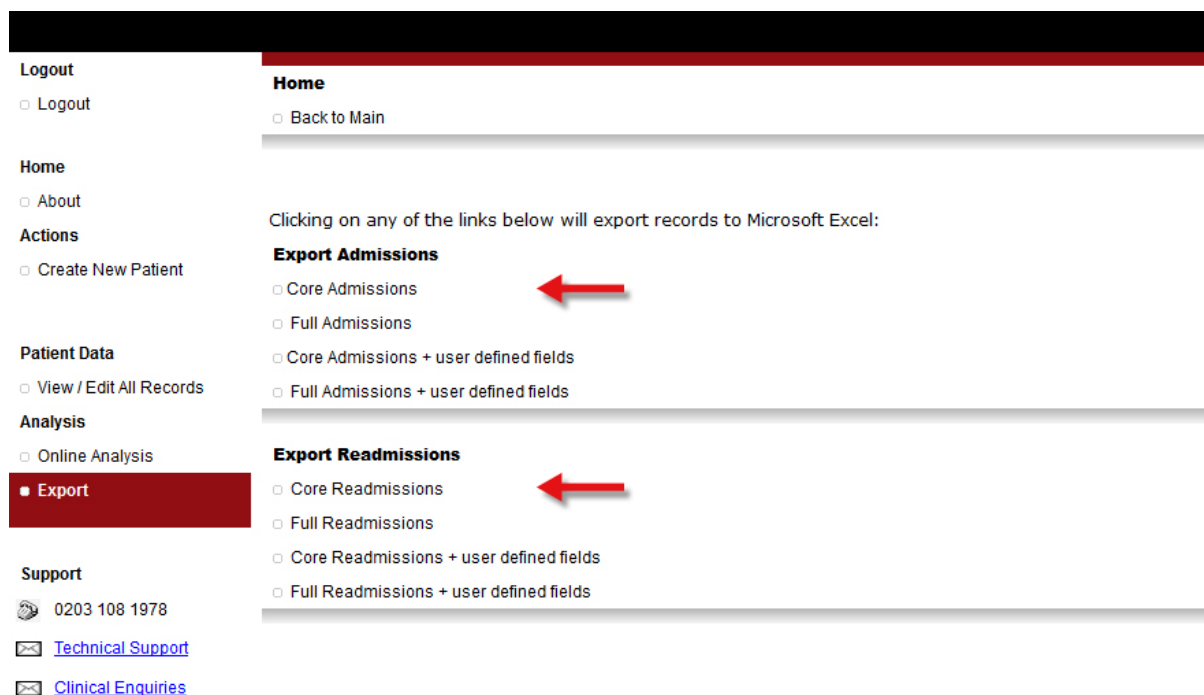 Logout
Logout
Home
About
Actions
Create New Patient
Patient Data
View / Edit All Records
Analysis
Online Analysis
Export
Support
0203 108 1978
Technical Support
Clinical Enquiries
Home
Back to Main
Clicking on any of the links below will export records to Microsoft Excel:
Export Admissions
Core Admissions
Full Admissions
Core Admissions + user defined fields
Full Admissions + user defined fields
Export Readmissions
Core Readmissions
Full Readmissions
Core Readmissions + user defined fields
Full Readmissions + user defined fields